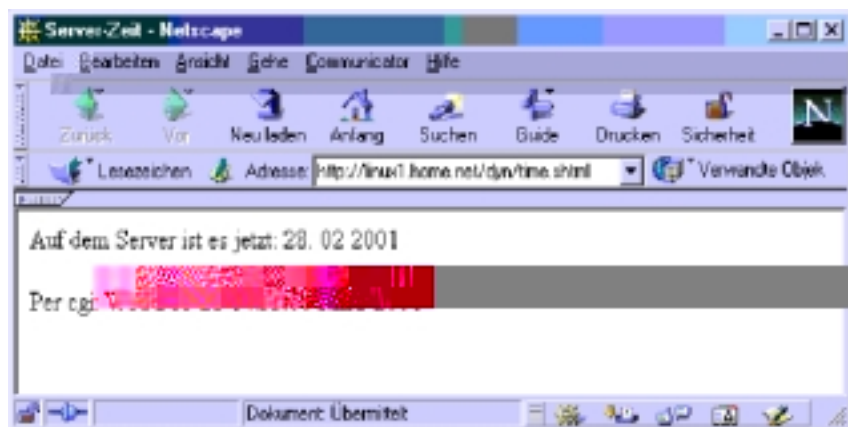 Server-Zeit - Netscape
Datei Bearbeiten Ansicht Gehe Communicator Hilfe
Zurück Vor Neu laden Anfang Suchen Guide Drucken Sicherheit N
Lesezeichen Adresse: http://linux1.home.net/dyn/time.shtml Verwandte Objek
Auf dem Server ist es jetzt: 28. 02 2001
Per cgi:
Dokument: Übermittelt